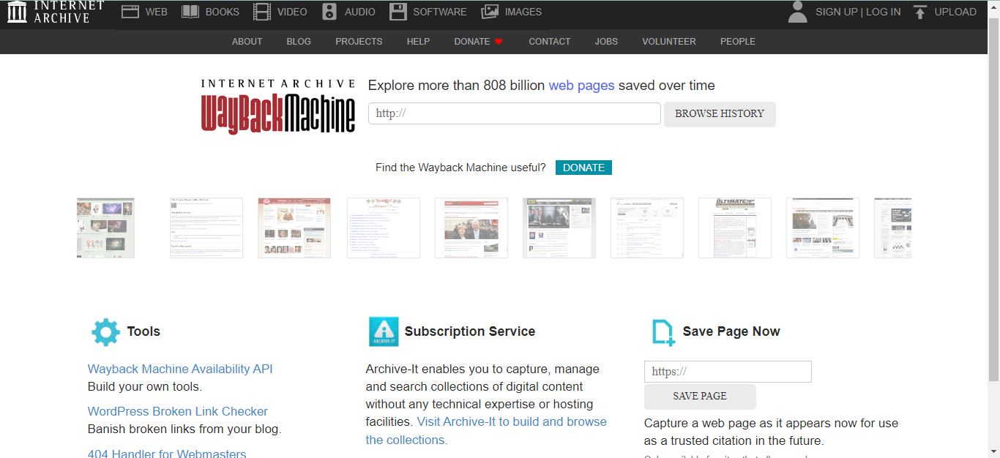 INTERNET ARCHIVE
WEB BOOKS VIDEO AUDIO SOFTWARE IMAGES SIGN UP | LOG IN UPLOAD
ABOUT BLOG PROJECTS HELP DONATE CONTACT JOBS VOLUNTEER PEOPLE
INTERNET ARCHIVE
WayBackMachine
Explore more than 808 billion web pages saved over time
http://
BROWSE HISTORY
Find the Wayback Machine useful? DONATE
ULTIMATE
Tools
Wayback Machine Availability API
Build your own tools.
WordPress Broken Link Checker
Banish broken links from your blog.
404 Handler for Webmasters
ARCHIVE-IT
Subscription Service
Archive-It enables you to capture, manage
and search collections of digital content
without any technical expertise or hosting
facilities. Visit Archive-It to build and browse
the collections.
Save Page Now
https://
SAVE PAGE
Capture a web page as it appears now for use
as a trusted citation in the future.